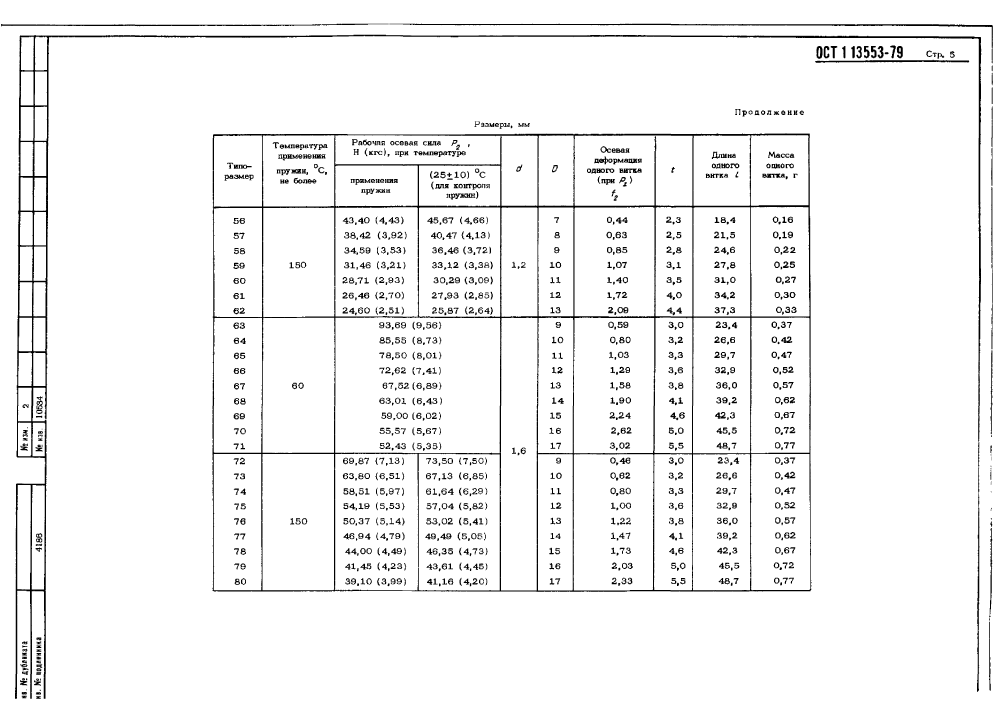 ОСТ 1 13553-79 Стр. 5
Продолжение
Размеры, мм
Типо-размер | Температура применения пружин, °С, не более | Рабочая осевая сила P2, Н (кгс), при температуре применения пружин | (25±10) °С (для контроля пружин) | d | D | Осевая деформация одного витка (при P2) f2 | t | Длина одного витка l | Масса одного витка, г
56 43,40 (4,43) 45,67 (4,66) 7 0,44 2,3 18,4 0,16
57 38,42 (3,92) 40,47 (4,13) 8 0,63 2,5 21,5 0,19
58 34,59 (3,53) 36,46 (3,72) 9 0,85 2,8 24,6 0,22
59 150 31,46 (3,21) 33,12 (3,38) 1,2 10 1,07 3,1 27,8 0,25
60 28,71 (2,93) 30,29 (3,09) 11 1,40 3,5 31,0 0,27
61 26,46 (2,70) 27,93 (2,85) 12 1,72 4,0 34,2 0,30
62 24,60 (2,51) 25,87 (2,64) 13 2,09 4,4 37,3 0,33
63 93,69 (9,56) 9 0,59 3,0 23,4 0,37
64 85,55 (8,73) 10 0,80 3,2 26,6 0,42
65 78,50 (8,01) 11 1,03 3,3 29,7 0,47
66 72,62 (7,41) 12 1,29 3,6 32,9 0,52
67 60 67,52 (6,89) 13 1,58 3,8 36,0 0,57
68 63,01 (6,43) 14 1,90 4,1 39,2 0,62
69 59,00 (6,02) 15 2,24 4,6 42,3 0,67
70 55,57 (5,67) 16 2,62 5,0 45,5 0,72
71 52,43 (5,35) 1,6 17 3,02 5,5 48,7 0,77
72 69,87 (7,13) 73,50 (7,50) 9 0,46 3,0 23,4 0,37
73 63,80 (6,51) 67,13 (6,85) 10 0,62 3,2 26,6 0,42
74 58,51 (5,97) 61,64 (6,29) 11 0,80 3,3 29,7 0,47
75 54,19 (5,53) 57,04 (5,82) 12 1,00 3,6 32,9 0,52
76 150 50,37 (5,14) 53,02 (5,41) 13 1,22 3,8 36,0 0,57
77 46,94 (4,79) 49,49 (5,05) 14 1,47 4,1 39,2 0,62
78 44,00 (4,49) 46,35 (4,73) 15 1,73 4,6 42,3 0,67
79 41,45 (4,23) 43,61 (4,45) 16 2,03 5,0 45,5 0,72
80 39,10 (3,99) 41,16 (4,20) 17 2,33 5,5 48,7 0,77
№ изм. 2
№ изв. 10534
4186
№ дубликата
№ подлинника